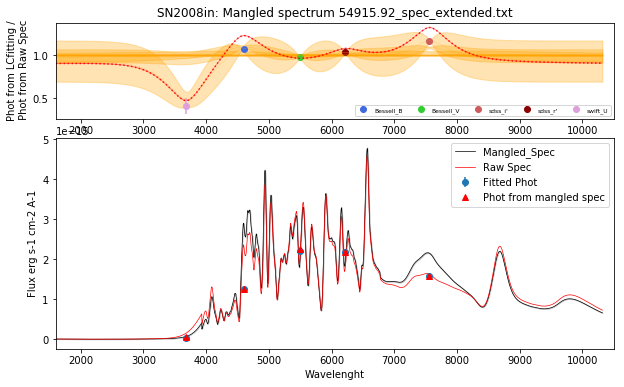 SN2008in: Mangled spectrum 54915.92_spec_extended.txt
Phot from LCfitting /
Phot from Raw Spec
1.0
0.5
Bessell_B
Bessell_V
sdss_i'
sdss_r'
swift_U
2000 3000 4000 5000 6000 7000 8000 9000 10000
Flux erg s-1 cm-2 A-1
5
4
3
2
1
0
Mangled_Spec
Raw Spec
Fitted Phot
Phot from mangled spec
2000 3000 4000 5000 6000 7000 8000 9000 10000
Wavelenght